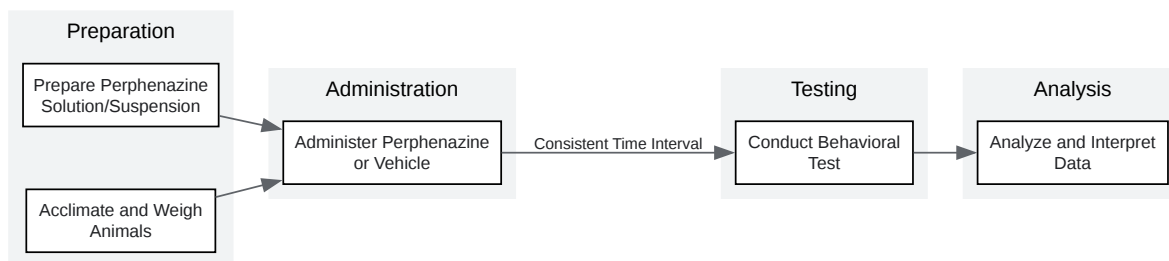 Preparation
Prepare Perphenazine
Solution/Suspension
Acclimate and Weigh
Animals
Administration
Administer Perphenazine
or Vehicle
Consistent Time Interval
Testing
Conduct Behavioral
Test
Analysis
Analyze and Interpret
Data